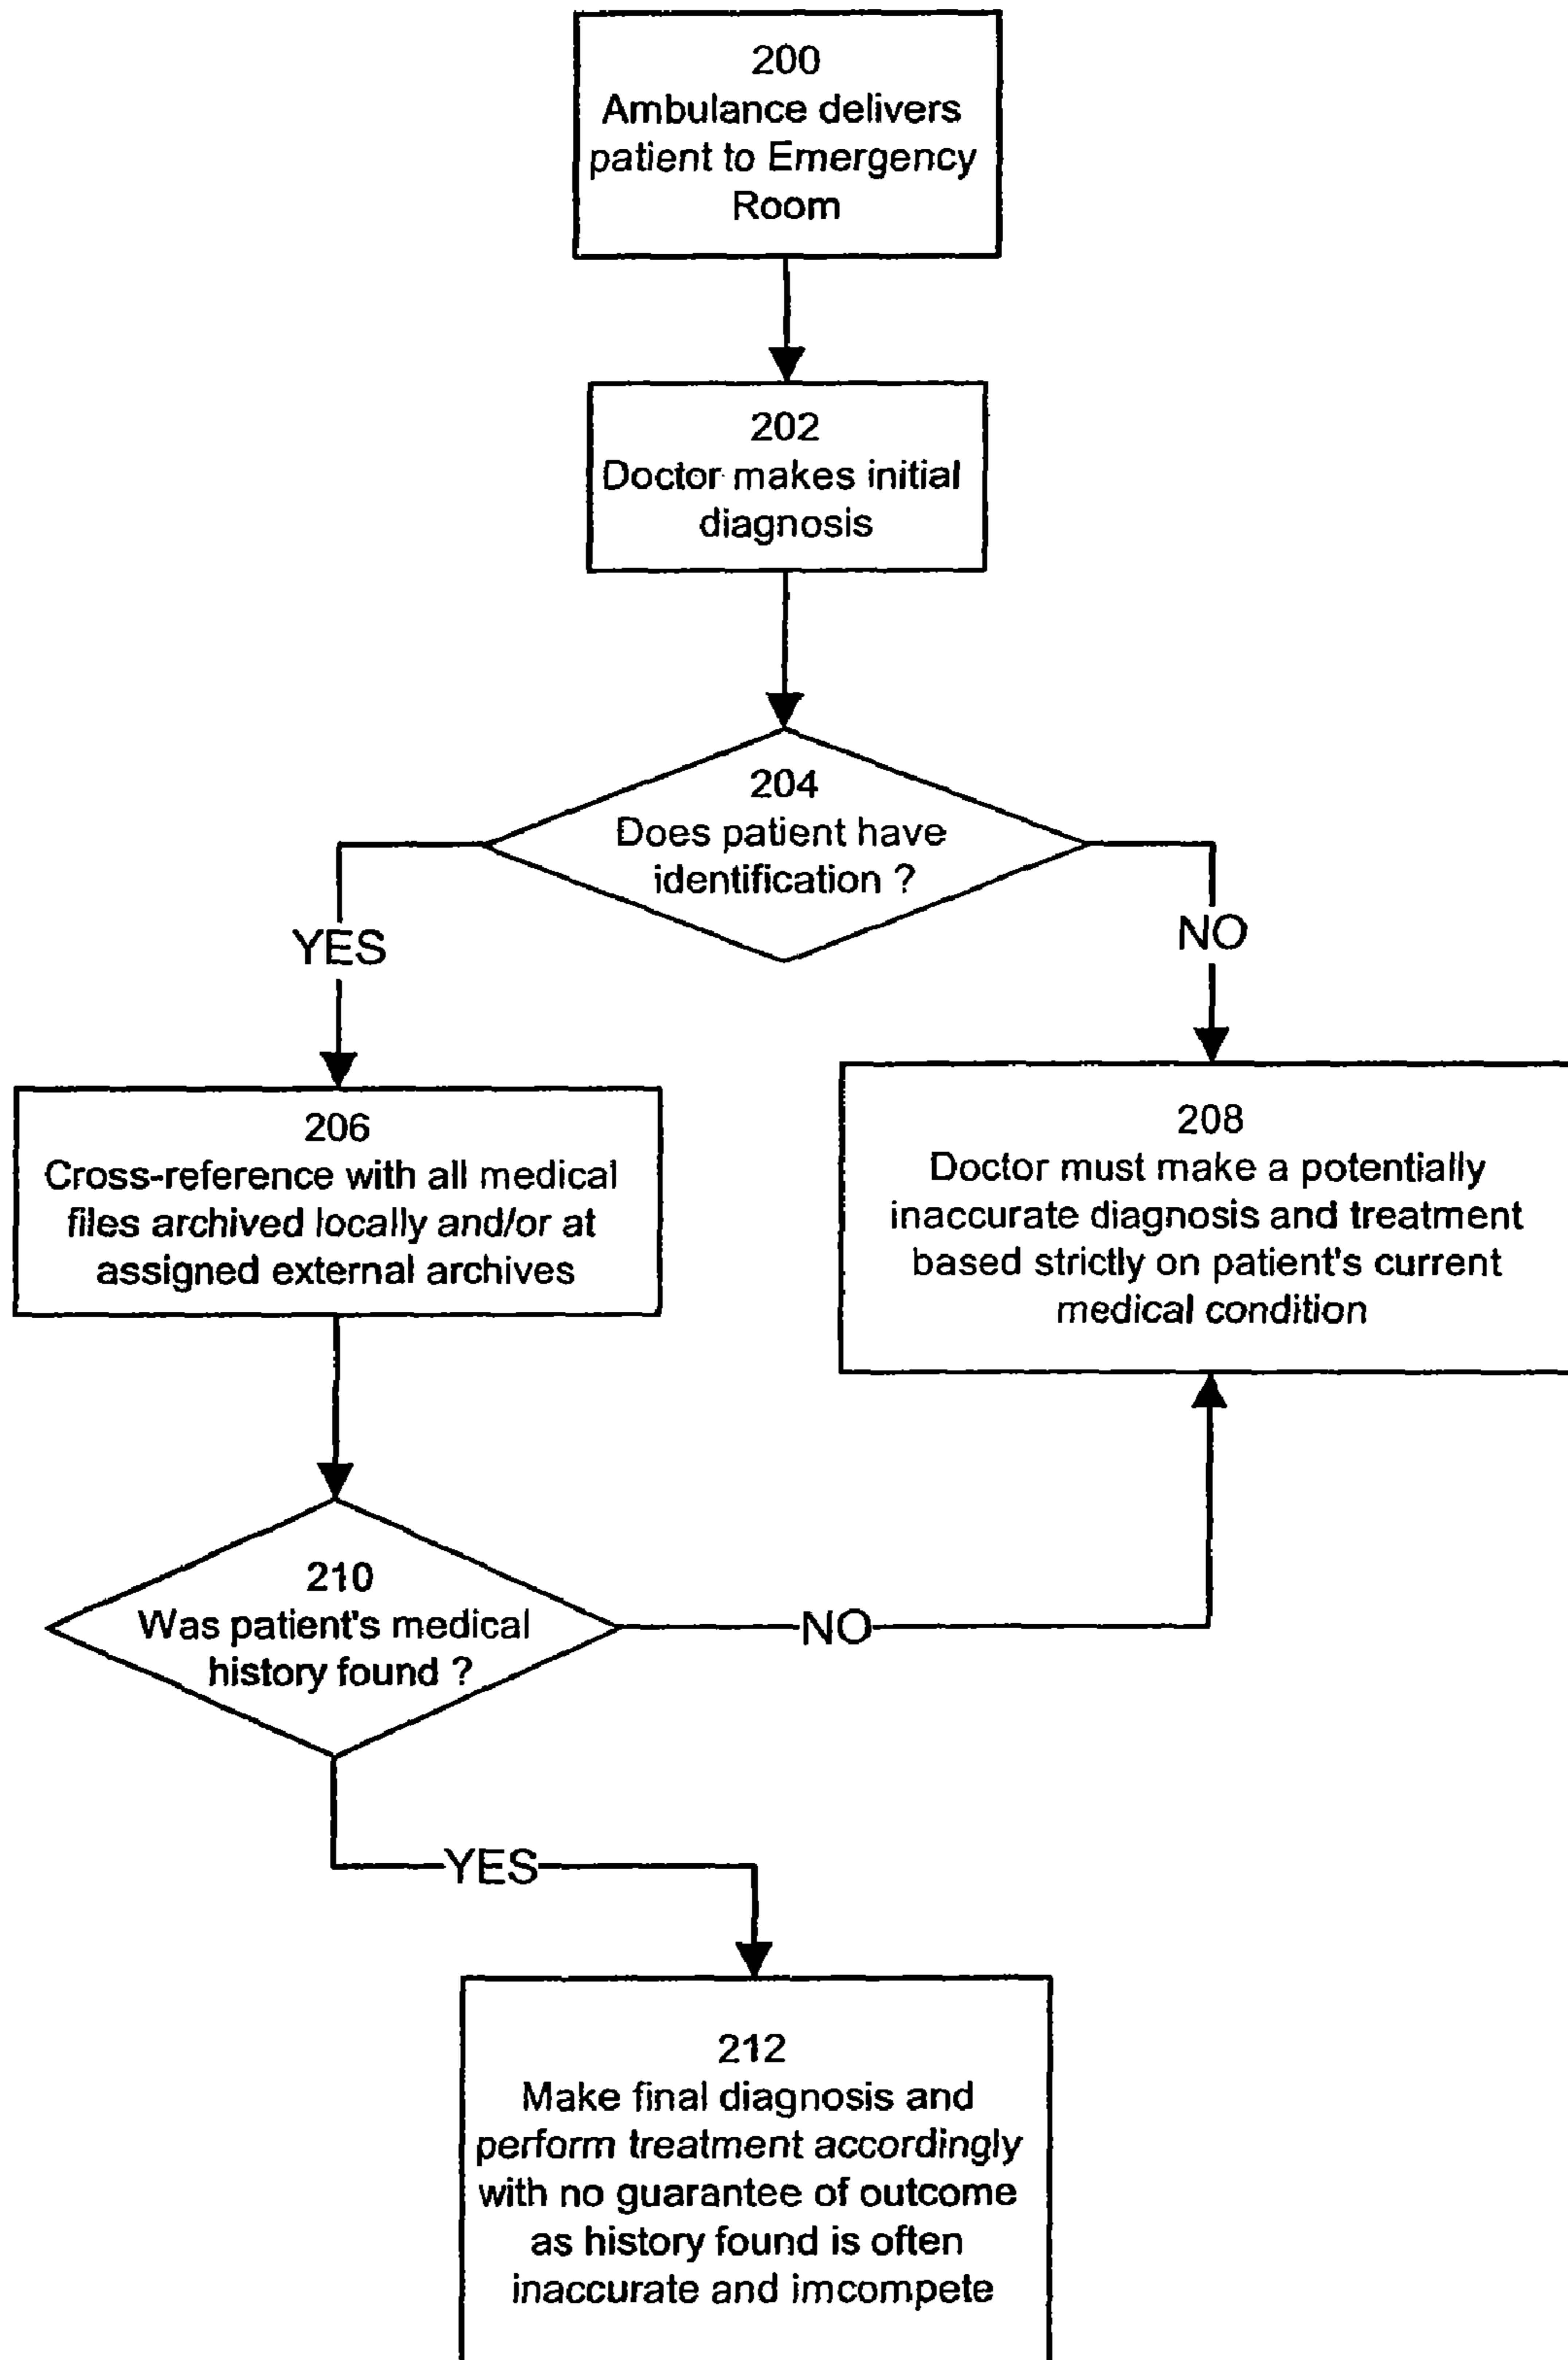 200
Ambulance delivers
patient to Emergency
Room
202
Doctor makes initial
diagnosis
204
Does patient have
identification ?
YES
NO
206
Cross-reference with all medical
files archived locally and/or at
assigned external archives
208
Doctor must make a potentially
inaccurate diagnosis and treatment
based strictly on patient's current
medical condition
210
Was patient's medical
history found ?
NO
YES
212
Make final diagnosis and
perform treatment accordingly
with no guarantee of outcome
as history found is often
inaccurate and imcompete